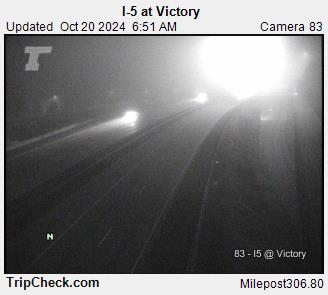 I-5 at Victory
Updated Oct 20 2024 6:51 AM Camera 83
T
N
83 - I5 @ Victory
TripCheck.com Milepost306.80